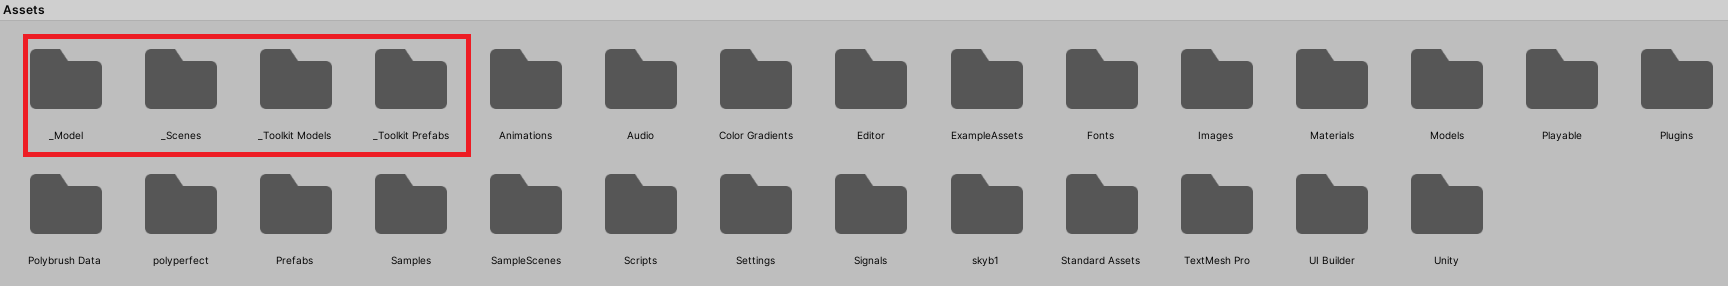 Assets
_Model _Scenes _Toolkit Models _Toolkit Prefabs Animations Audio Color Gradients Editor ExampleAssets Fonts Images Materials Models Playable Plugins
Polybrush Data polyperfect Prefabs Samples SampleScenes Scripts Settings Signals skyb1 Standard Assets TextMesh Pro UI Builder Unity